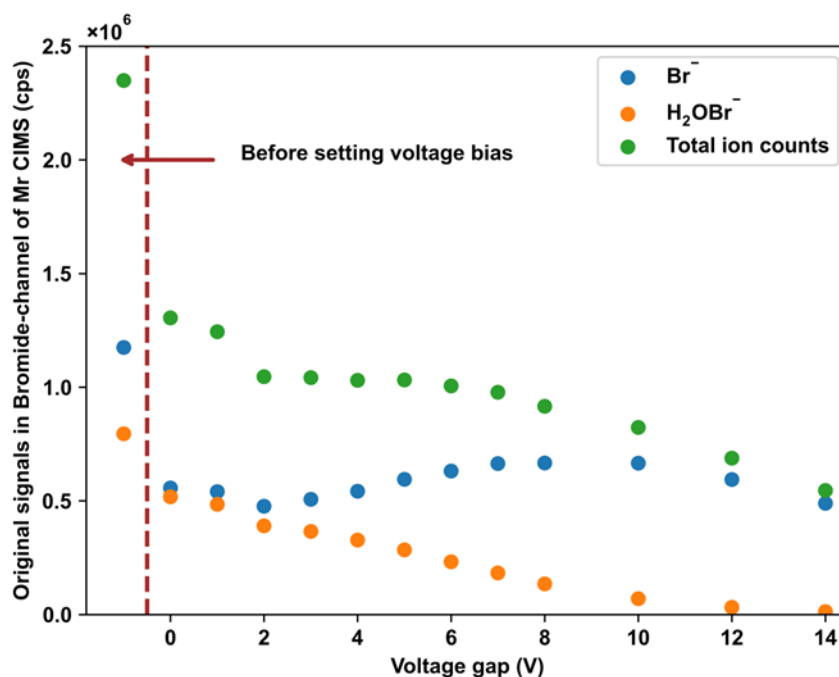 ×10⁶
Original signals in Bromide-channel of Mr CIMS (cps)
2.5
2.0
1.5
1.0
0.5
0.0
Before setting voltage bias
Br⁻
H₂OBr⁻
Total ion counts
0 2 4 6 8 10 12 14
Voltage gap (V)